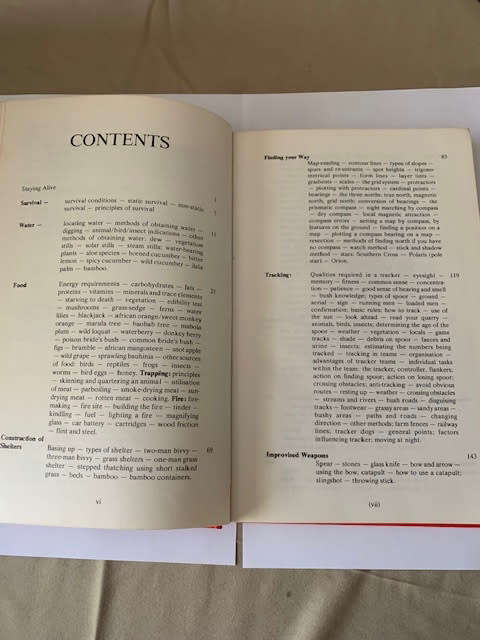 CONTENTS
Staying Alive 1
Survival — survival conditions — static survival — non-static
survival — principles of survival
Water — locating water — methods of obtaining water — 11
digging — animal/bird/insect indications — other
methods of obtaining water: dew — vegetation
stills — solar stills — steam stills; water-bearing
plants — aloe species — horned cucumber — bitter
lemon — spicy cucumber — wild cucumber — ilala
palm — bamboo.
Food Energy requirements — carbohydrates — fats — 21
proteins — vitamins — minerals and trace elements
— starving to death — vegetation — edibility test
— mushrooms — grass-sedge — ferns — water
lilies — blackjack — african orange/sweet monkey
orange — marula tree — baobab tree — mobola
plum — wild loquat — waterberry — donkey berry
— poison bride's bush — common bride's bush —
figs — bramble — african mangosteen — snot apple
— wild grape — sprawling bauhinia — other sources
of food: birds — reptiles — frogs — insects —
worms — bird eggs — honey. Trapping: principles
— skinening and quartering an animal — utilisation
of meat — parboiling — smoke-drying meat — sun-
drying meat — rotten meat — cooking. Fire: fire-
making — fire site — building the fire — tinder —
kindling — fuel — lighting a fire — magnifying
glass — car battery — cartridges — wood friction
— flint and steel.
Construction of
Shelters Basing up — types of shelter — two-man bivvy — 69
three-man bivvy — grass shelters — one-man grass
shelter — stepped thatching using short stalked
grass — beds — bamboo — bamboo containers.
vi
Finding your Way 85
Map-reading — contour lines — types of slopes —
spurs and re-entrants — spot heights — trigono-
metrical points — form lines — layer tints —
gradients — scales — the grid system — protractors
— plotting with protractors — cardinal points —
bearings — the three norths: true north, magnetic
north, grid north; conversion of bearings — the
prismatic compass — night marching by compass
— dry compass — local magnetic attraction —
compass errors — setting a map by compass, by
features on the ground — finding a position on a
map — plotting a compass bearing on a map —
resection — methods of finding north if you have
no compass — watch method — stick and shadow
method — stars: Southern Cross — Polaris (pole
star) — Orion.
Tracking: Qualities required in a tracker — eyesight — 119
memory — fitness — common sense — concentra-
tion — patience — good sense of hearing and smell
— bush knowledge; types of spoor — ground —
aerial — sign — running men — loaded men —
confirmation; basic rules; how to track — use of
the sun — look ahead — read your quarry —
animals, birds, insects; determining the age of the
spoor — weather — vegetation — locals — game
tracks — shade — debris on spoor — faeces and
urine — insects; estimating the numbers being
tracked — tracking in teams — organisation —
advantages of tracker teams — individual tasks
within the team: the tracker, controller, flankers;
action on finding spoor; action on losing spoor;
crossing obstacles; anti-tracking — avoid obvious
routes — resting up — weather — crossing obstacles
— streams and rivers — bush roads — disguising
tracks — footwear — grassy areas — sandy areas —
bushy areas — paths and roads — changing
direction — other methods: farm fences — railway
lines; tracker dogs — general points; factors
influencing tracker; moving at night.
Improvised Weapons 143
Spear — stones — glass knife — bow and arrow —
using the bow, catapult — how to use a catapult;
slingshot — throwing stick.
(vii)